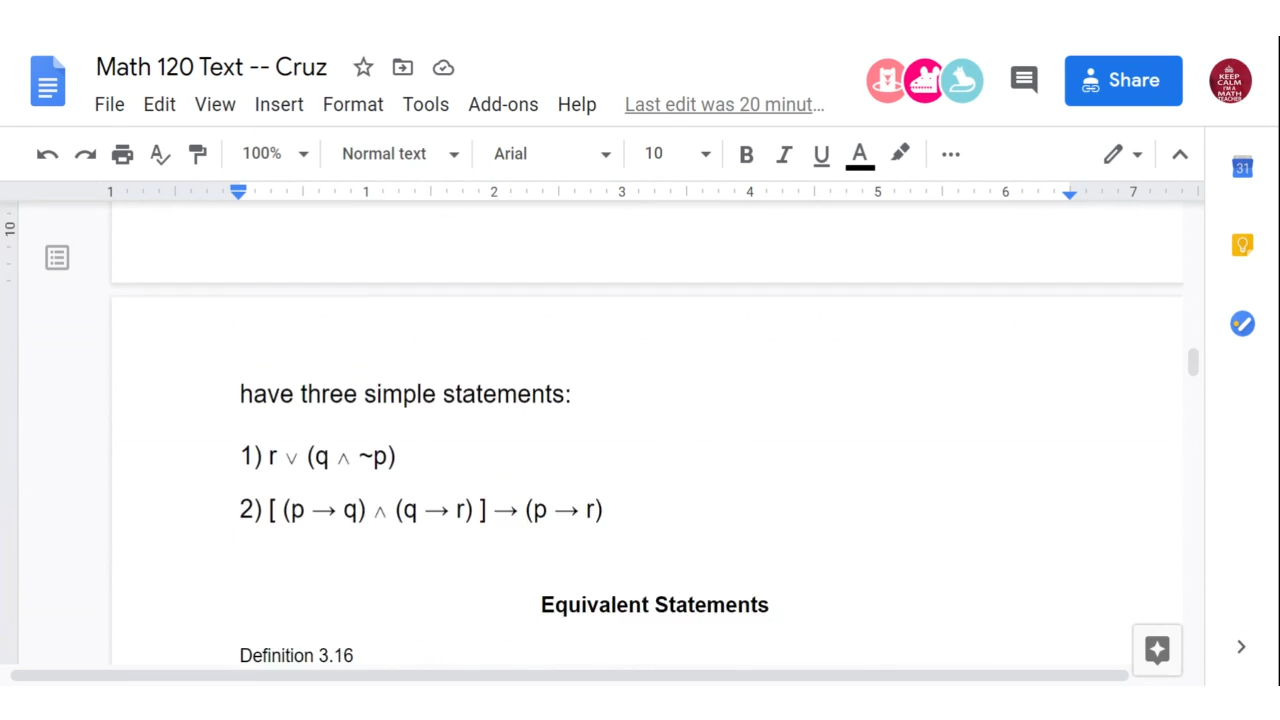 Math 120 Text -- Cruz
File Edit View Insert Format Tools Add-ons Help Last edit was 20 minut...
Share
KEEP CALM I'M A MATH TEACHER
100% Normal text Arial 10 B I U A
31
1 1 2 3 4 5 6 7
10
have three simple statements:
1) r ∨ (q ∧ ~p)
2) [ (p → q) ∧ (q → r) ] → (p → r)
Equivalent Statements
Definition 3.16